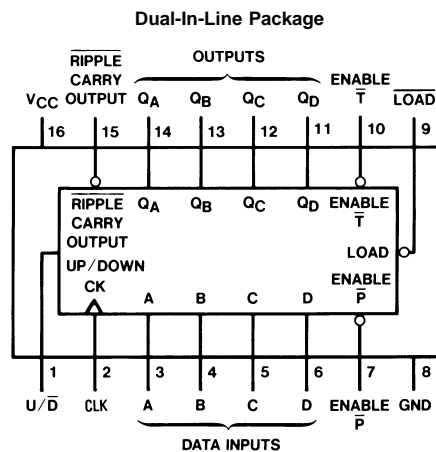 Dual-In-Line Package
OUTPUTS
RIPPLE
CARRY
OUTPUT
VCC
QA QB QC QD
ENABLE
T̅
LOAD
16 15 14 13 12 11 10 9
RIPPLE
CARRY
OUTPUT
QA QB QC QD
ENABLE
T̅
LOAD
UP/DOWN
CK
A B C D
ENABLE
P̅
1 2 3 4 5 6 7 8
U/D̅ CLK A B C D ENABLE GND
P̅
DATA INPUTS